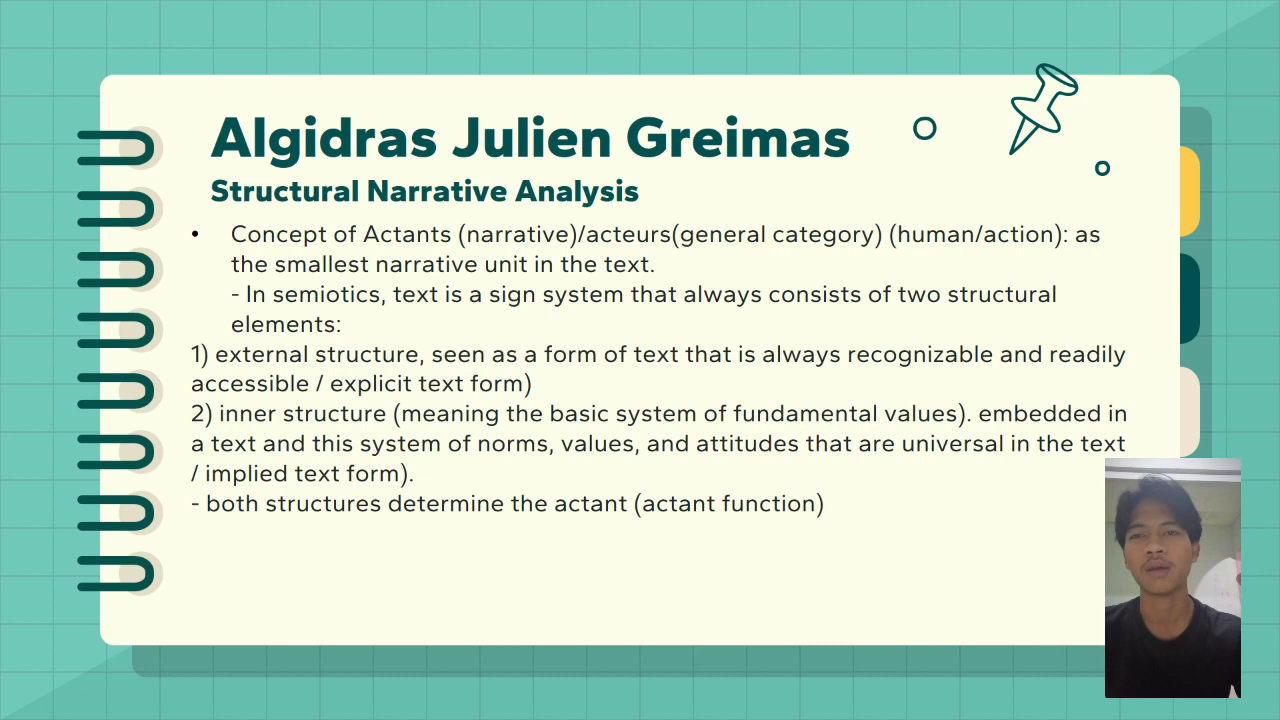 Algidras Julien Greimas
Structural Narrative Analysis
• Concept of Actants (narrative)/acteurs(general category) (human/action): as
the smallest narrative unit in the text.
- In semiotics, text is a sign system that always consists of two structural
elements:
1) external structure, seen as a form of text that is always recognizable and readily
accessible / explicit text form)
2) inner structure (meaning the basic system of fundamental values). embedded in
a text and this system of norms, values, and attitudes that are universal in the text
/ implied text form).
- both structures determine the actant (actant function)